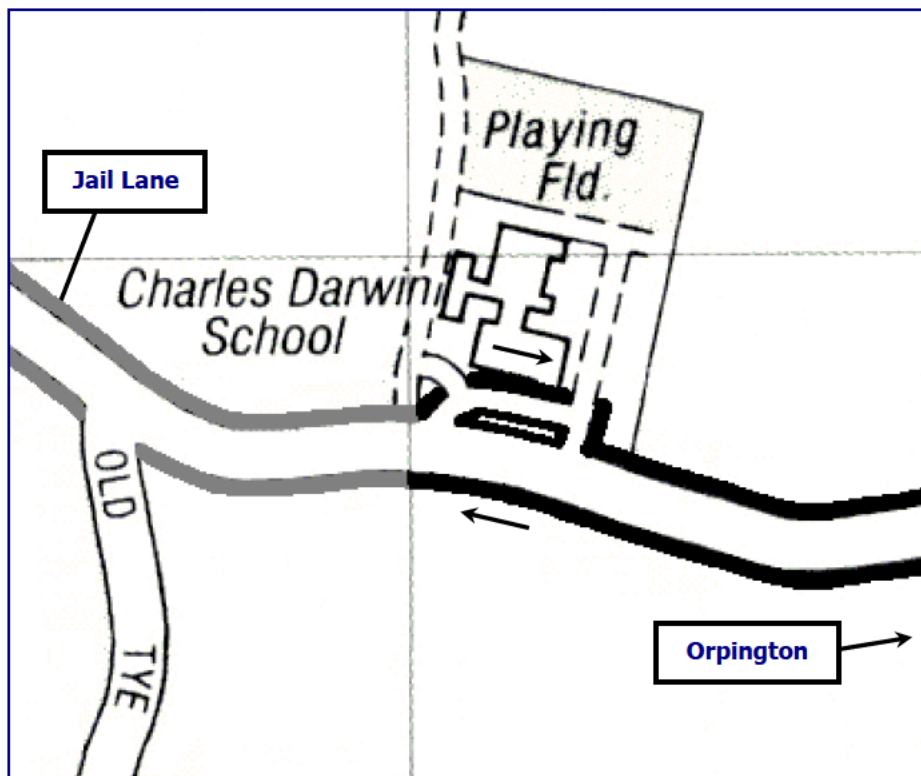 Playing
Fld.
Jail Lane
Charles Darwin
School
OLD
TYE
Orpington